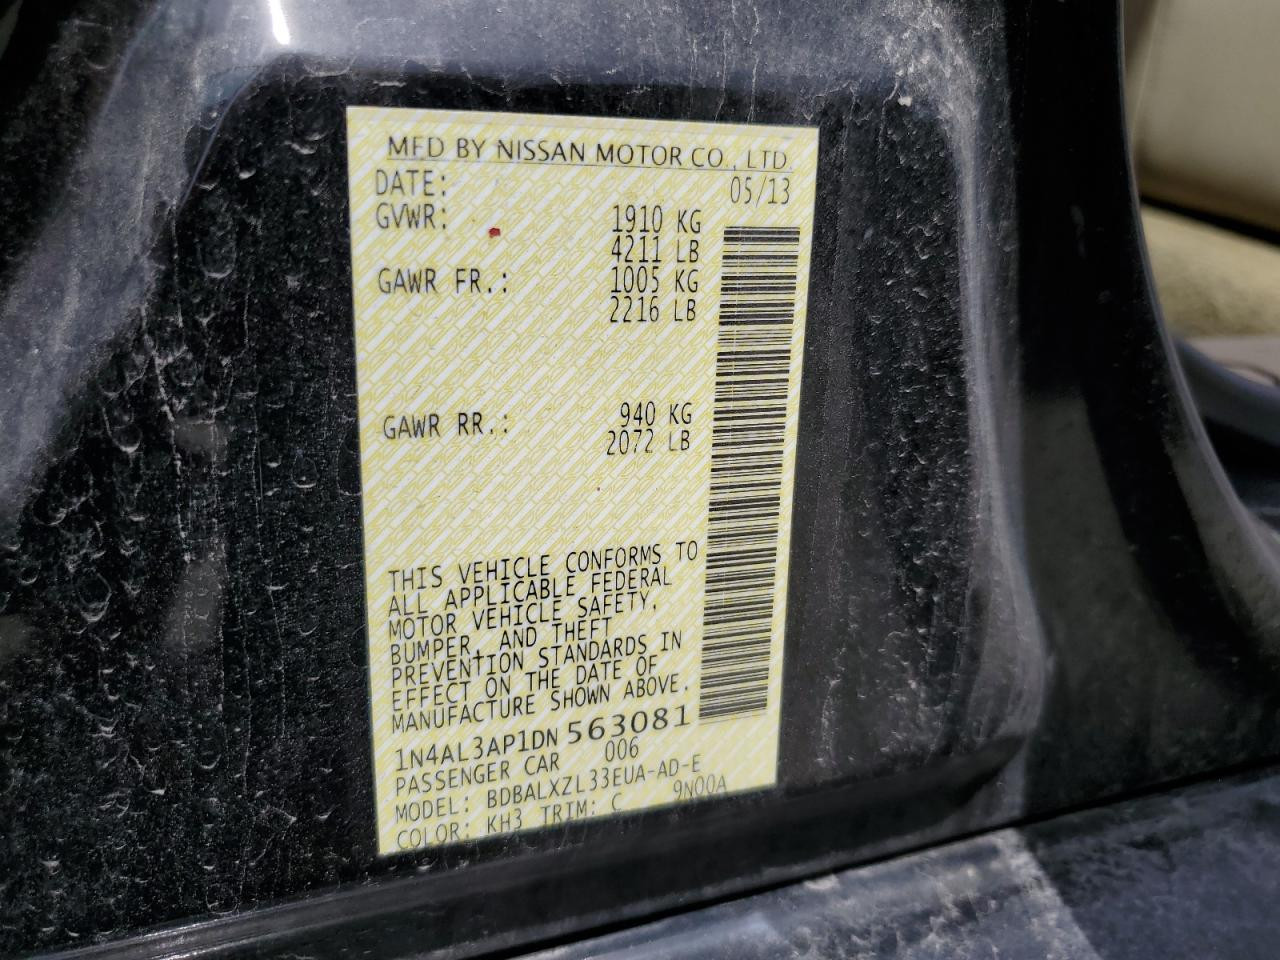 MFD BY NISSAN MOTOR CO., LTD.
DATE: 05/13
GVWR: 1910 KG
4211 LB
GAWR FR.: 1005 KG
2216 LB
GAWR RR.: 940 KG
2072 LB
THIS VEHICLE CONFORMS TO
ALL APPLICABLE FEDERAL
MOTOR VEHICLE SAFETY,
BUMPER, AND THEFT
PREVENTION STANDARDS IN
EFFECT ON THE DATE OF
MANUFACTURE SHOWN ABOVE.
1N4AL3AP1DN563081
PASSENGER CAR 006
MODEL: BDBALXZL33EUA-AD-E
COLOR: KH3 TRIM: C 9N00A